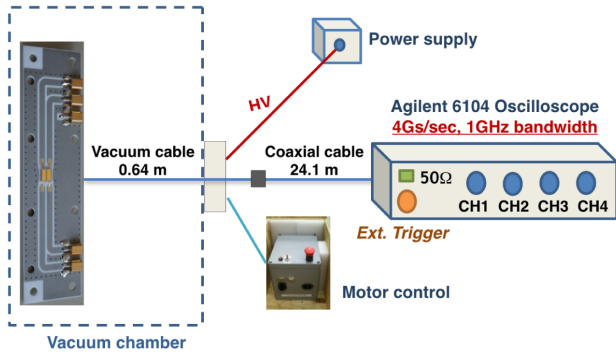 Power supply
HV
Agilent 6104 Oscilloscope
4Gs/sec, 1GHz bandwidth
Vacuum cable
0.64 m
Coaxial cable
24.1 m
50Ω
CH1 CH2 CH3 CH4
Ext. Trigger
Motor control
Vacuum chamber